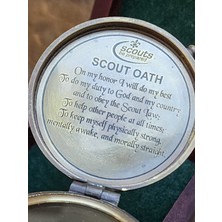 scouts
SCOUT OATH
On my honor I will do my best
To do my duty to God and my country
and to obey the Scout Law;
To help other people at all times;
To keep myself physically strong,
mentally awake, and morally straight.